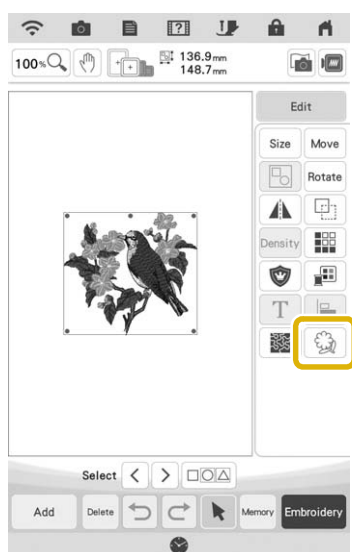 100%
136.9mm
148.7mm
Edit
Size Move
Rotate
Density
T
Select
Add Delete Memory Embroidery